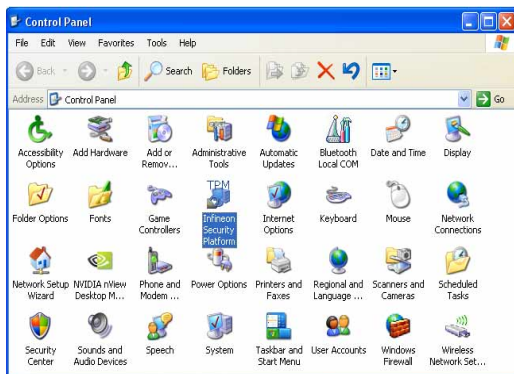 Control Panel
File Edit View Favorites Tools Help
Back Search Folders
Address Control Panel Go
Accessibility Options
Add Hardware
Add or Remov...
Administrative Tools
Automatic Updates
Bluetooth Local COM
Date and Time
Display
Folder Options
Fonts
Game Controllers
TPM
Infineon Security Platform
Internet Options
Keyboard
Mouse
Network Connections
Network Setup Wizard
NVIDIA nView Desktop M...
Phone and Modem ...
Power Options
Printers and Faxes
Regional and Language ...
Scanners and Cameras
Scheduled Tasks
Security Center
Sounds and Audio Devices
Speech
System
Taskbar and Start Menu
User Accounts
Windows Firewall
Wireless Network Set...